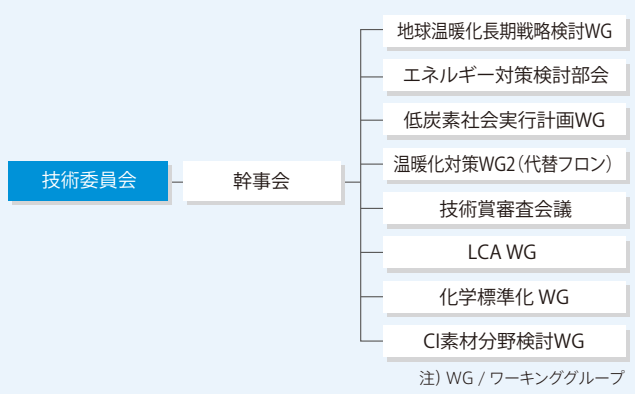 技術委員会
幹事会
地球温暖化長期戦略検討WG
エネルギー対策検討部会
低炭素社会実行計画WG
温暖化対策WG2（代替フロン）
技術賞審査会議
LCA WG
化学標準化 WG
CI素材分野検討WG
注）WG / ワーキンググループ